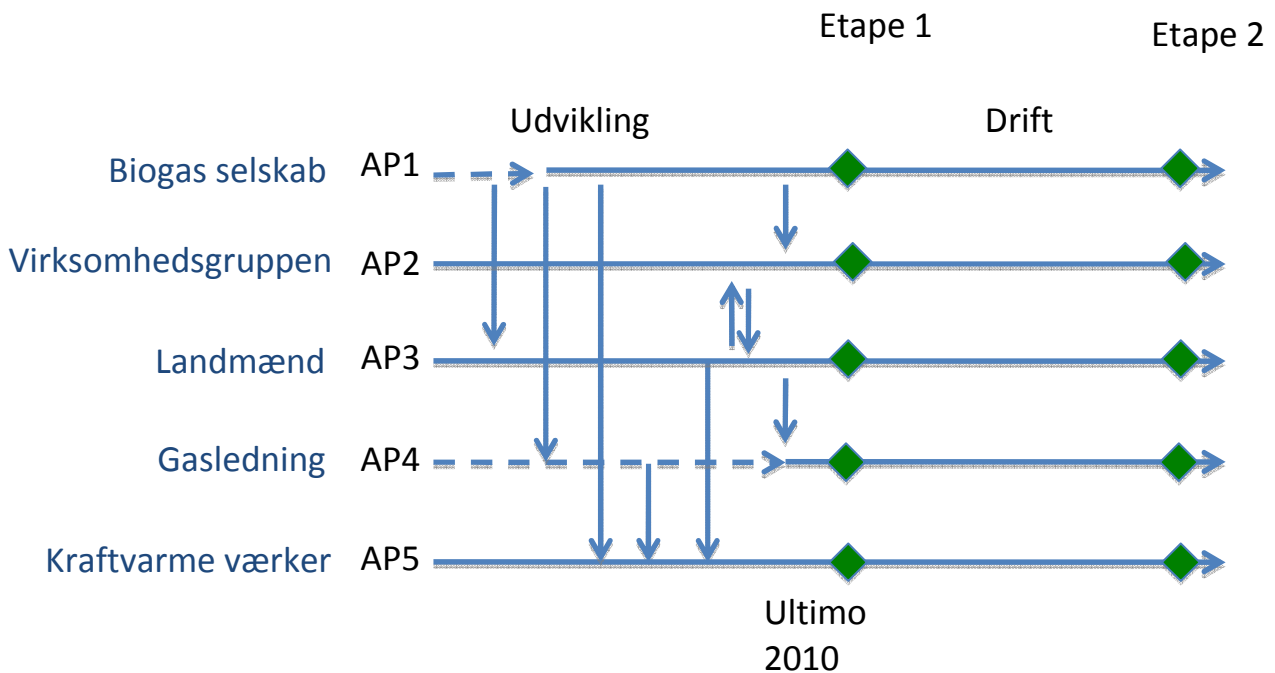 Etape 1
Etape 2
Udvikling
Drift
Biogas selskab AP1
Virksomhedsgruppen AP2
Landmænd AP3
Gasledning AP4
Kraftvarme værker AP5
Ultimo
2010